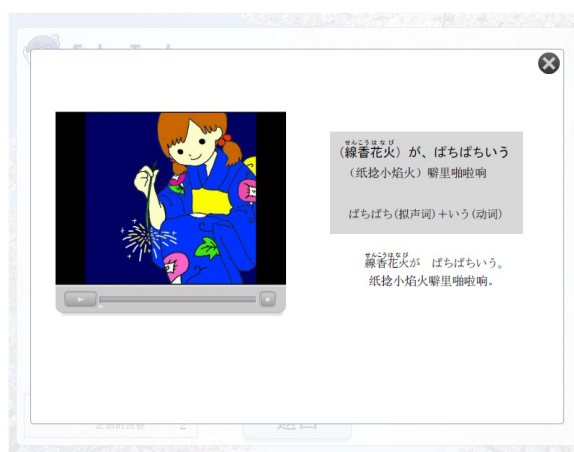 せんこうはなび
（線香花火）が、ぱちぱちいう
（纸捻小焰火）噼里啪啦响
ぱちぱち(拟声词)＋いう(动词)
せんこうはなび
線香花火が　ぱちぱちいう。
纸捻小焰火噼里啪啦响。